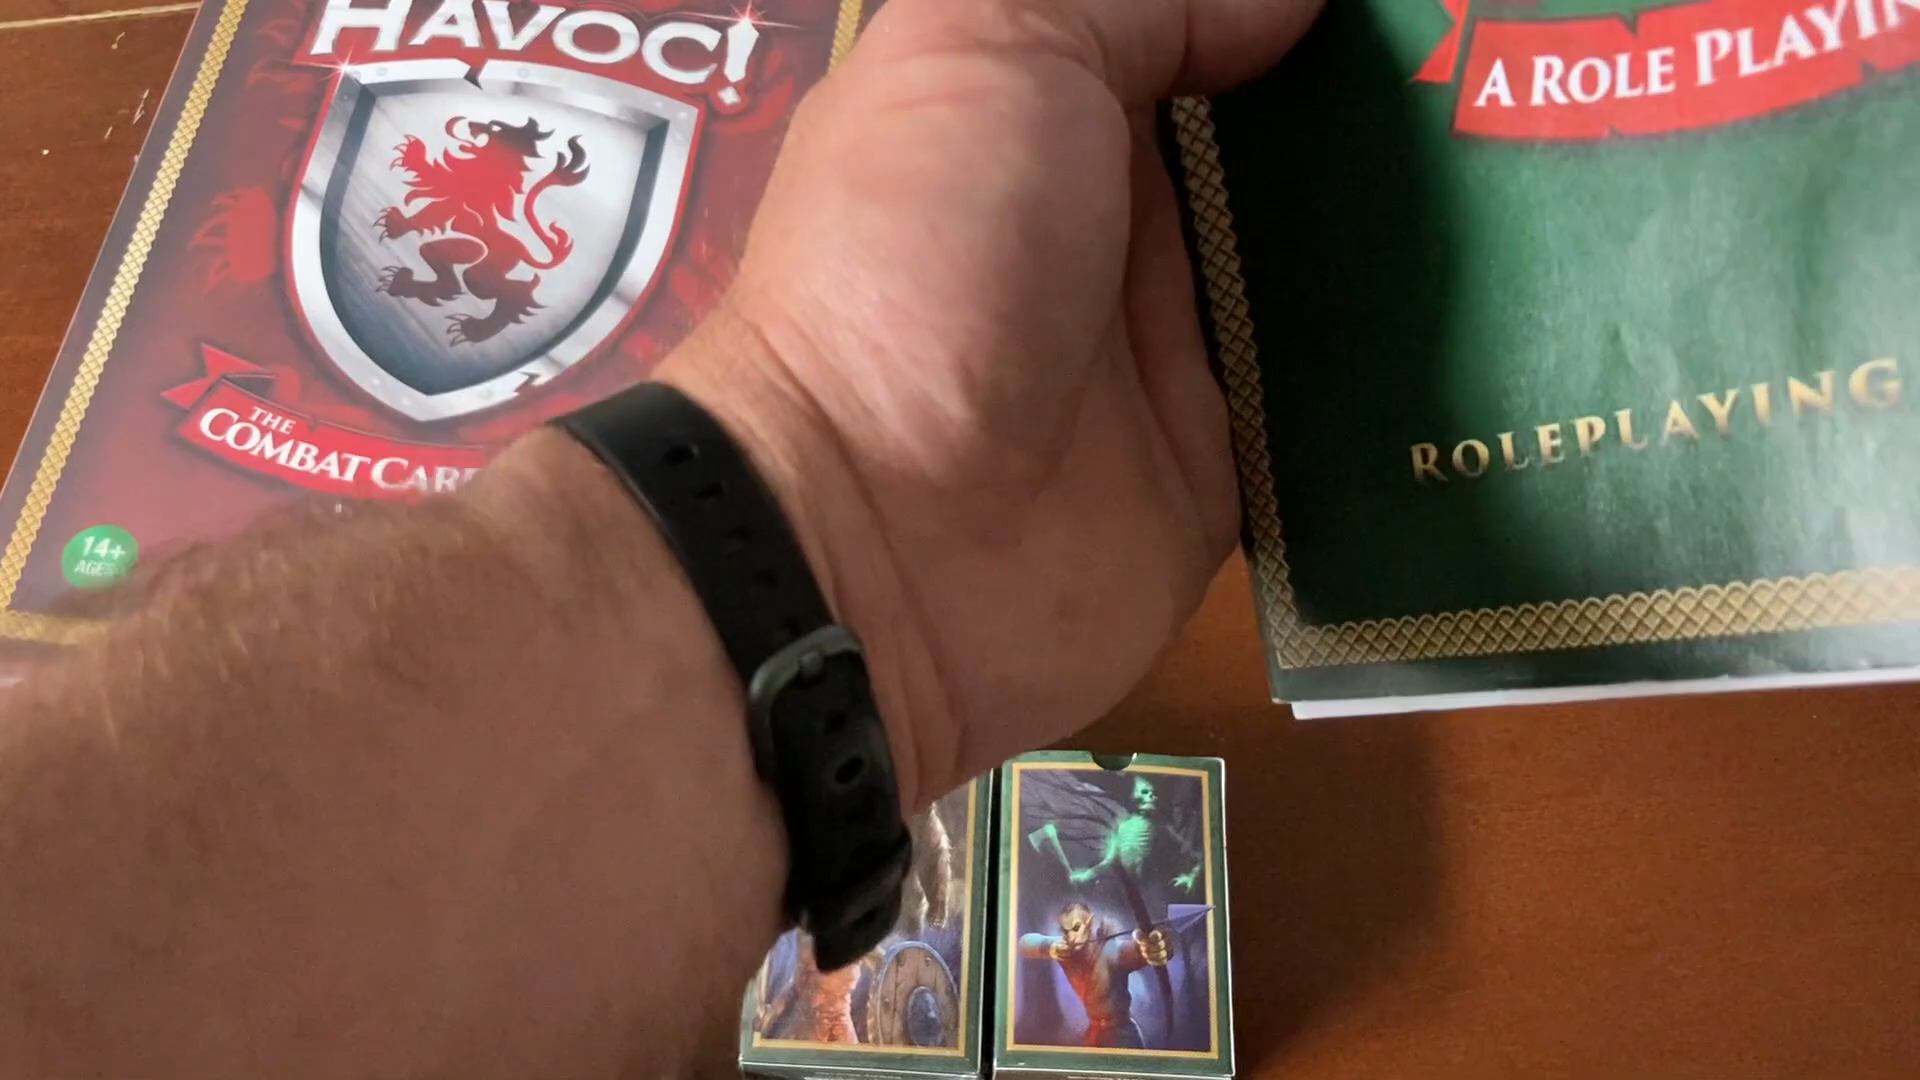 HAVOC!
THE
COMBAT CAR
14+
AGES
A ROLE PLAYIN
ROLEPLAYING